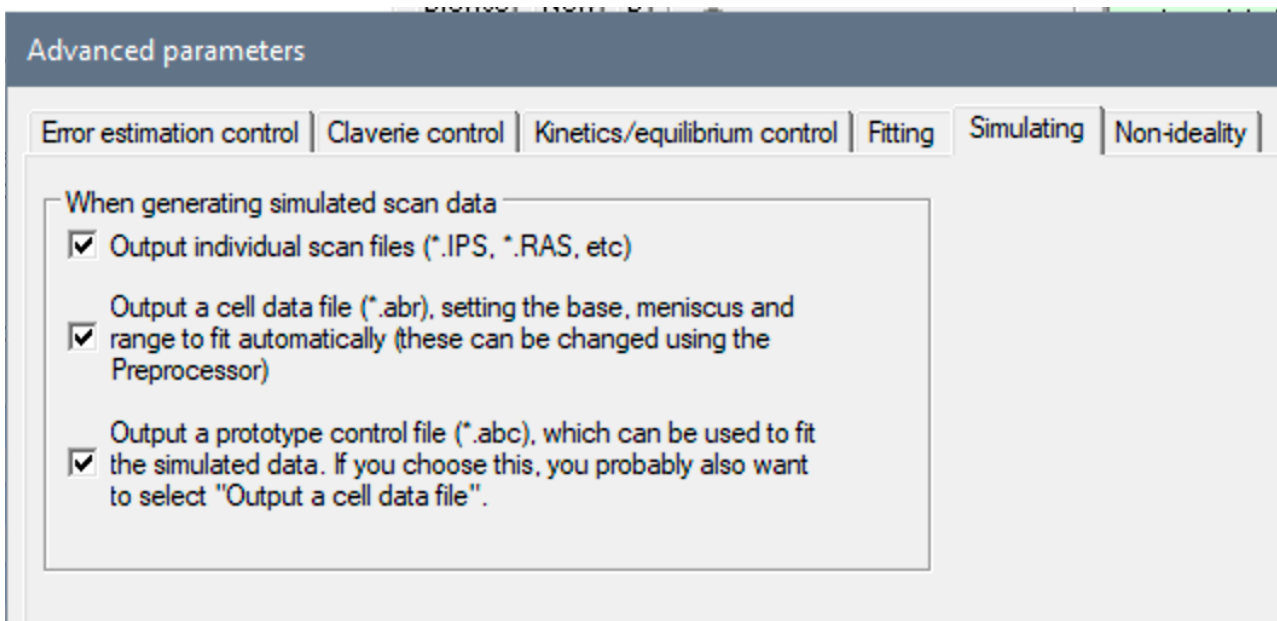 Advanced parameters
Error estimation control Claverie control Kinetics/equilibrium control Fitting Simulating Non-ideality
When generating simulated scan data
Output individual scan files (*.IPS, *.RAS, etc)
Output a cell data file (*.abr), setting the base, meniscus and
range to fit automatically (these can be changed using the
Preprocessor)
Output a prototype control file (*.abc), which can be used to fit
the simulated data. If you choose this, you probably also want
to select "Output a cell data file".